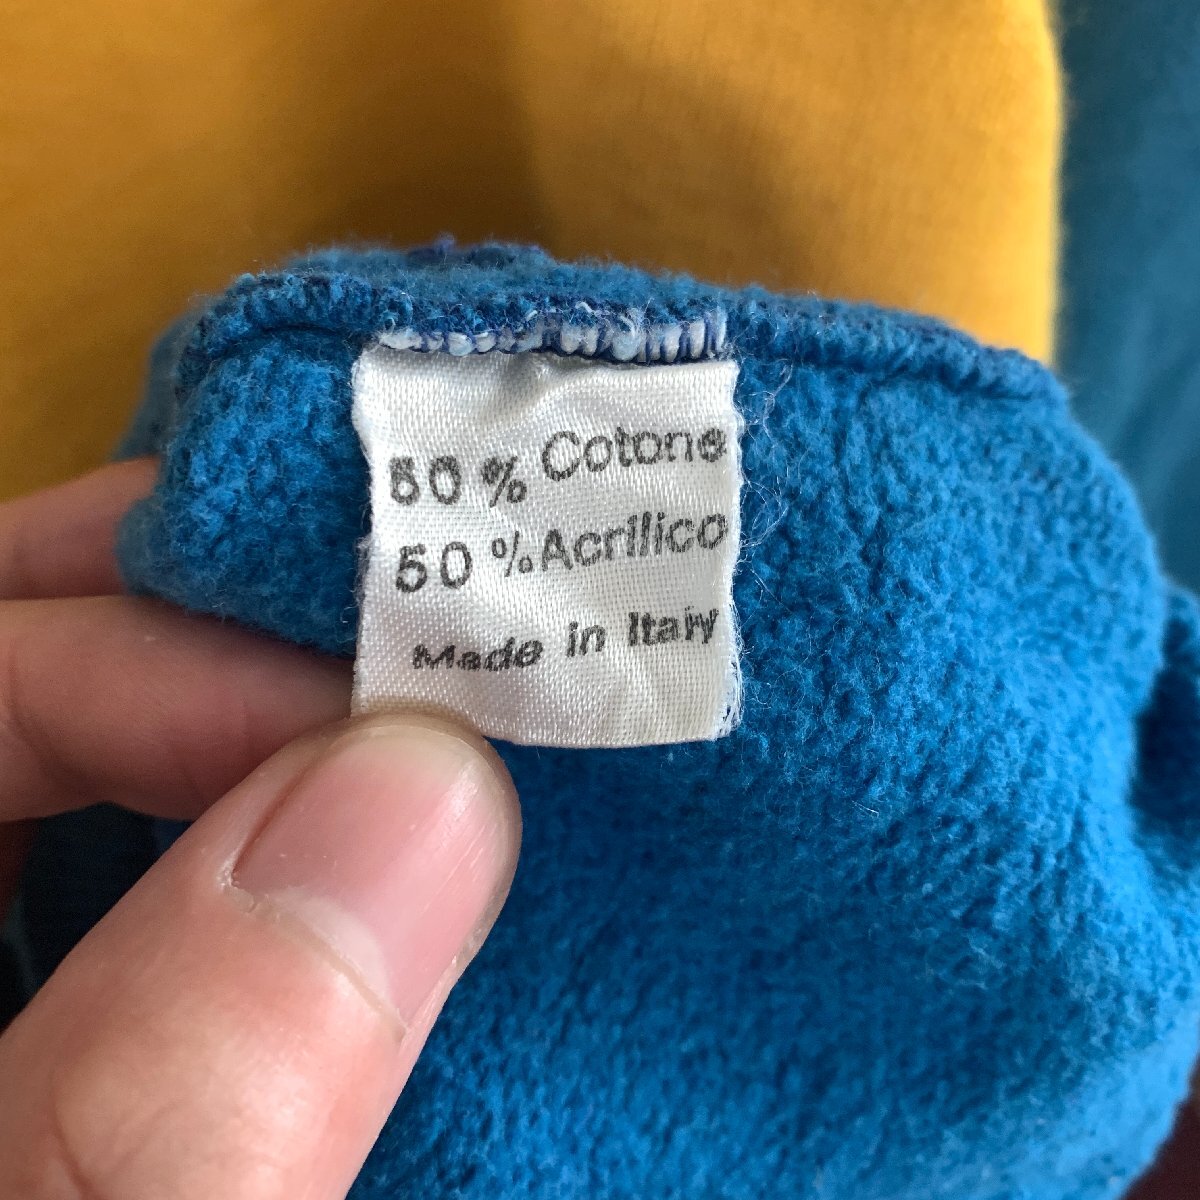 50 % Cotone
50 % Acrilico
Made in Italy